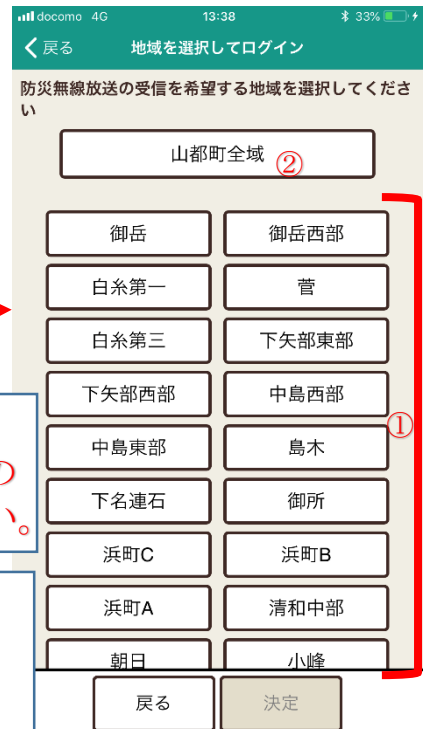 docomo 4G 13:38 33%
戻る 地域を選択してログイン
防災無線放送の受信を希望する地域を選択してくださ
い
山都町全域 ②
御岳 御岳西部
白糸第一 菅
白糸第三 下矢部東部
下矢部西部 中島西部
①
中島東部 島木
の
下名連石 御所
い。
浜町C 浜町B
浜町A 清和中部
朝日 小峰
戻る 決定